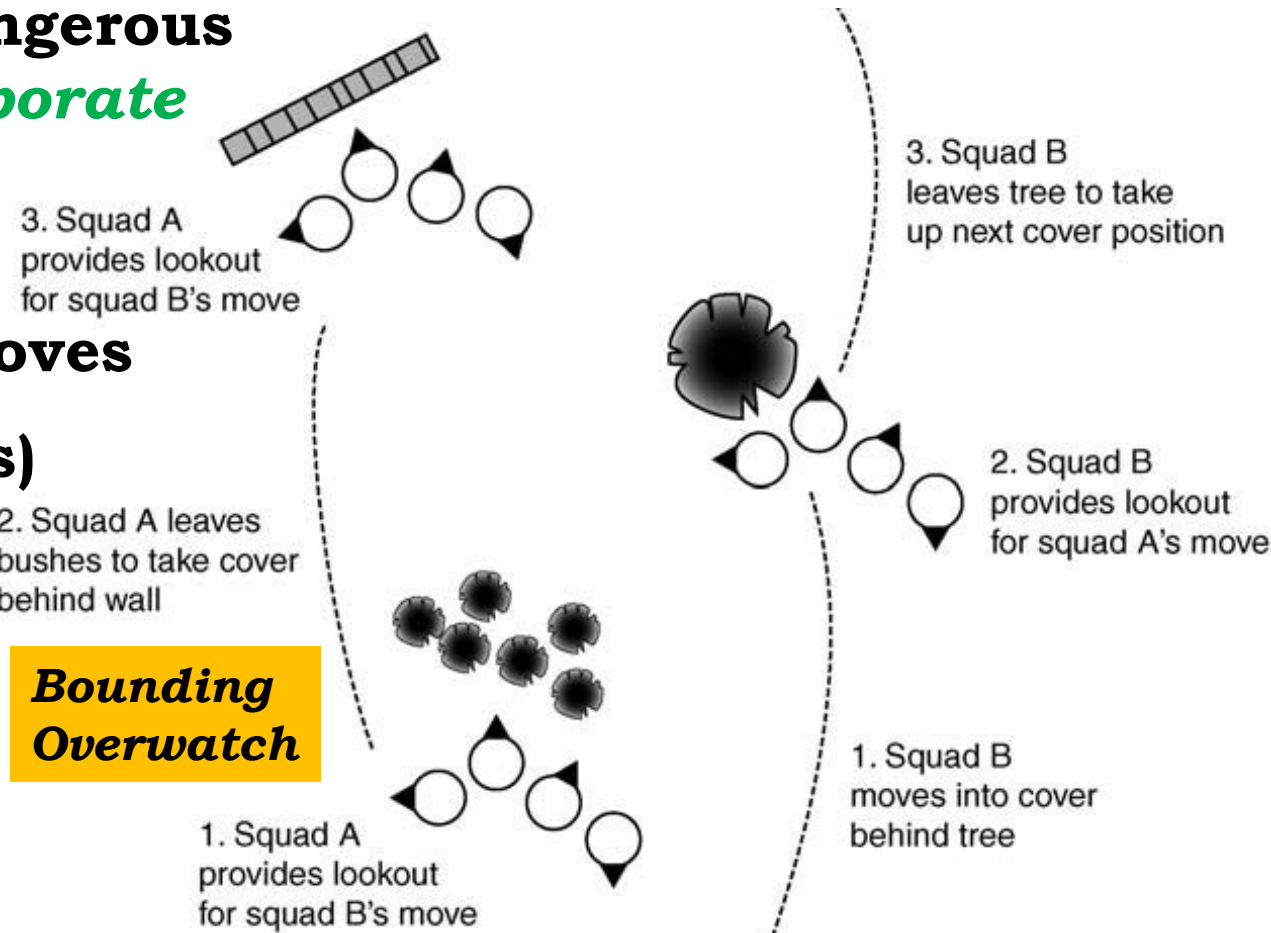 ngerous
porate
3. Squad A
provides lookout
for squad B's move
oves
s)
2. Squad A leaves
bushes to take cover
behind wall
Bounding
Overwatch
1. Squad A
provides lookout
for squad B's move
3. Squad B
leaves tree to take
up next cover position
2. Squad B
provides lookout
for squad A's move
1. Squad B
moves into cover
behind tree